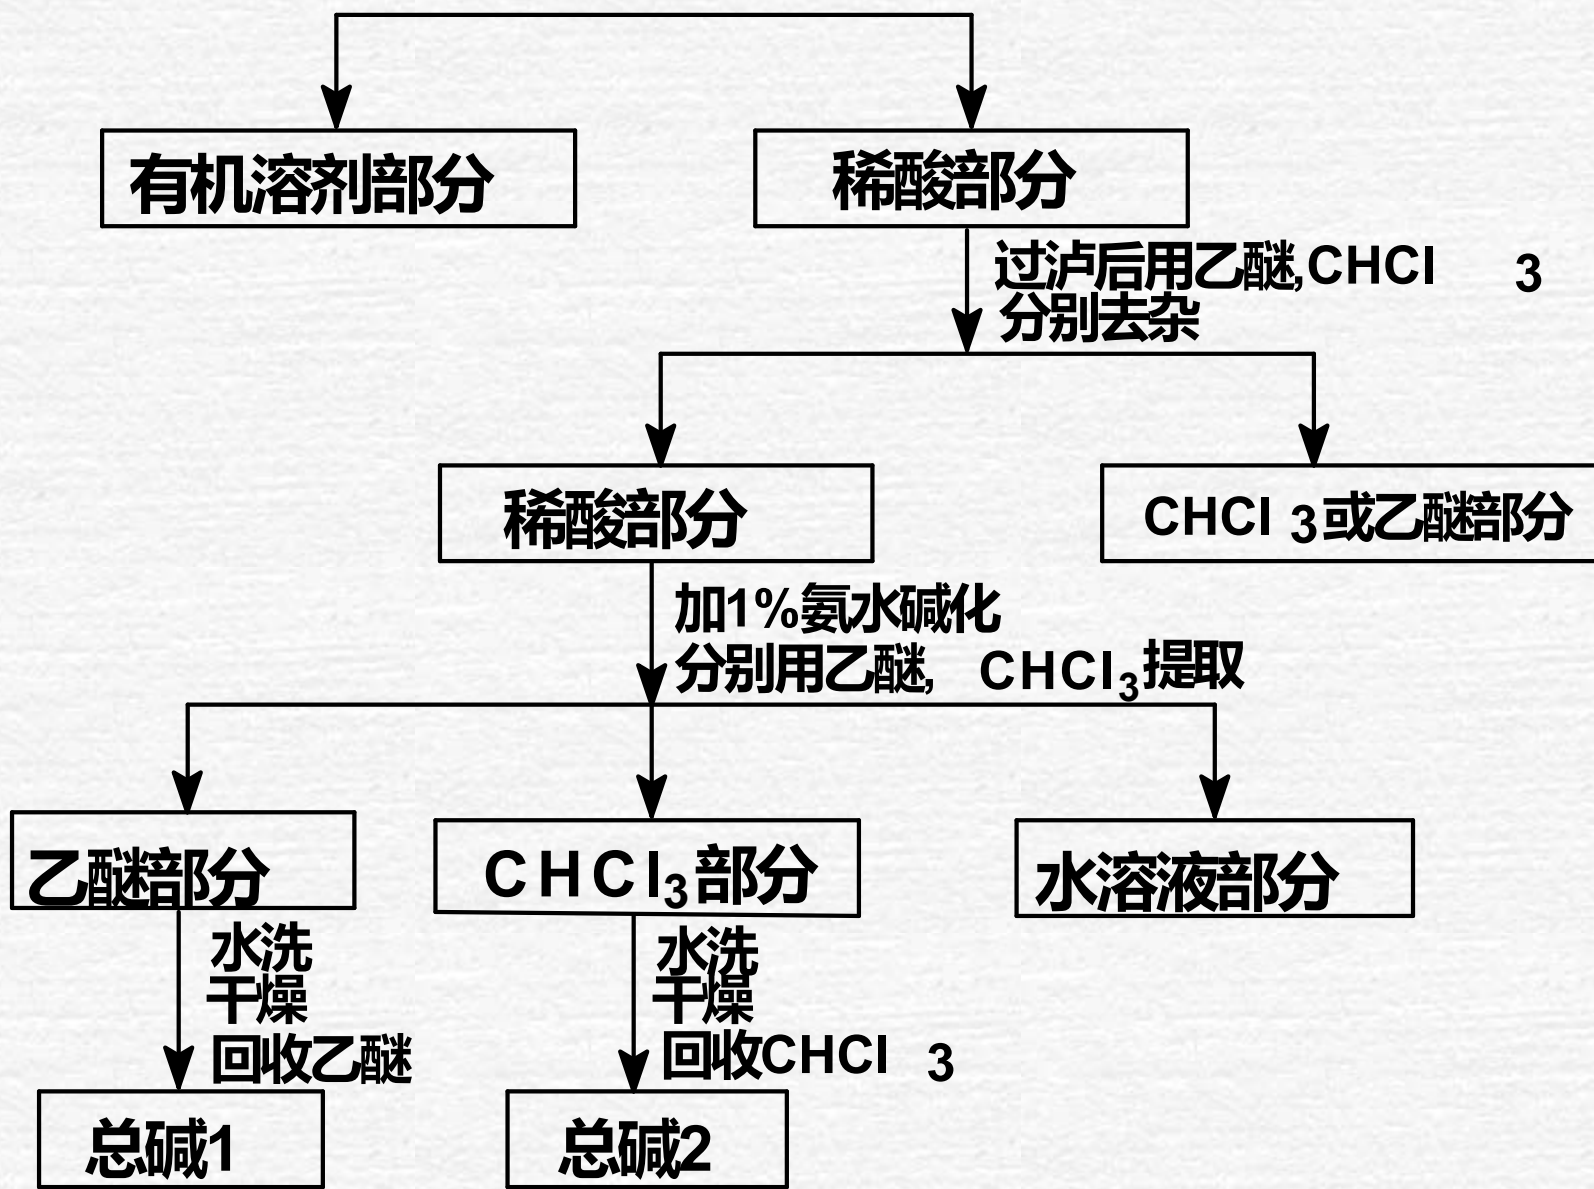 有机溶剂部分
稀酸部分
过泸后用乙醚,CHCl 3
分别去杂
稀酸部分
CHCl 3或乙醚部分
加1%氨水碱化
分别用乙醚, CHCl3提取
乙醚部分
CHCl3部分
水溶液部分
水洗
干燥
回收乙醚
水洗
干燥
回收CHCl 3
总碱1
总碱2